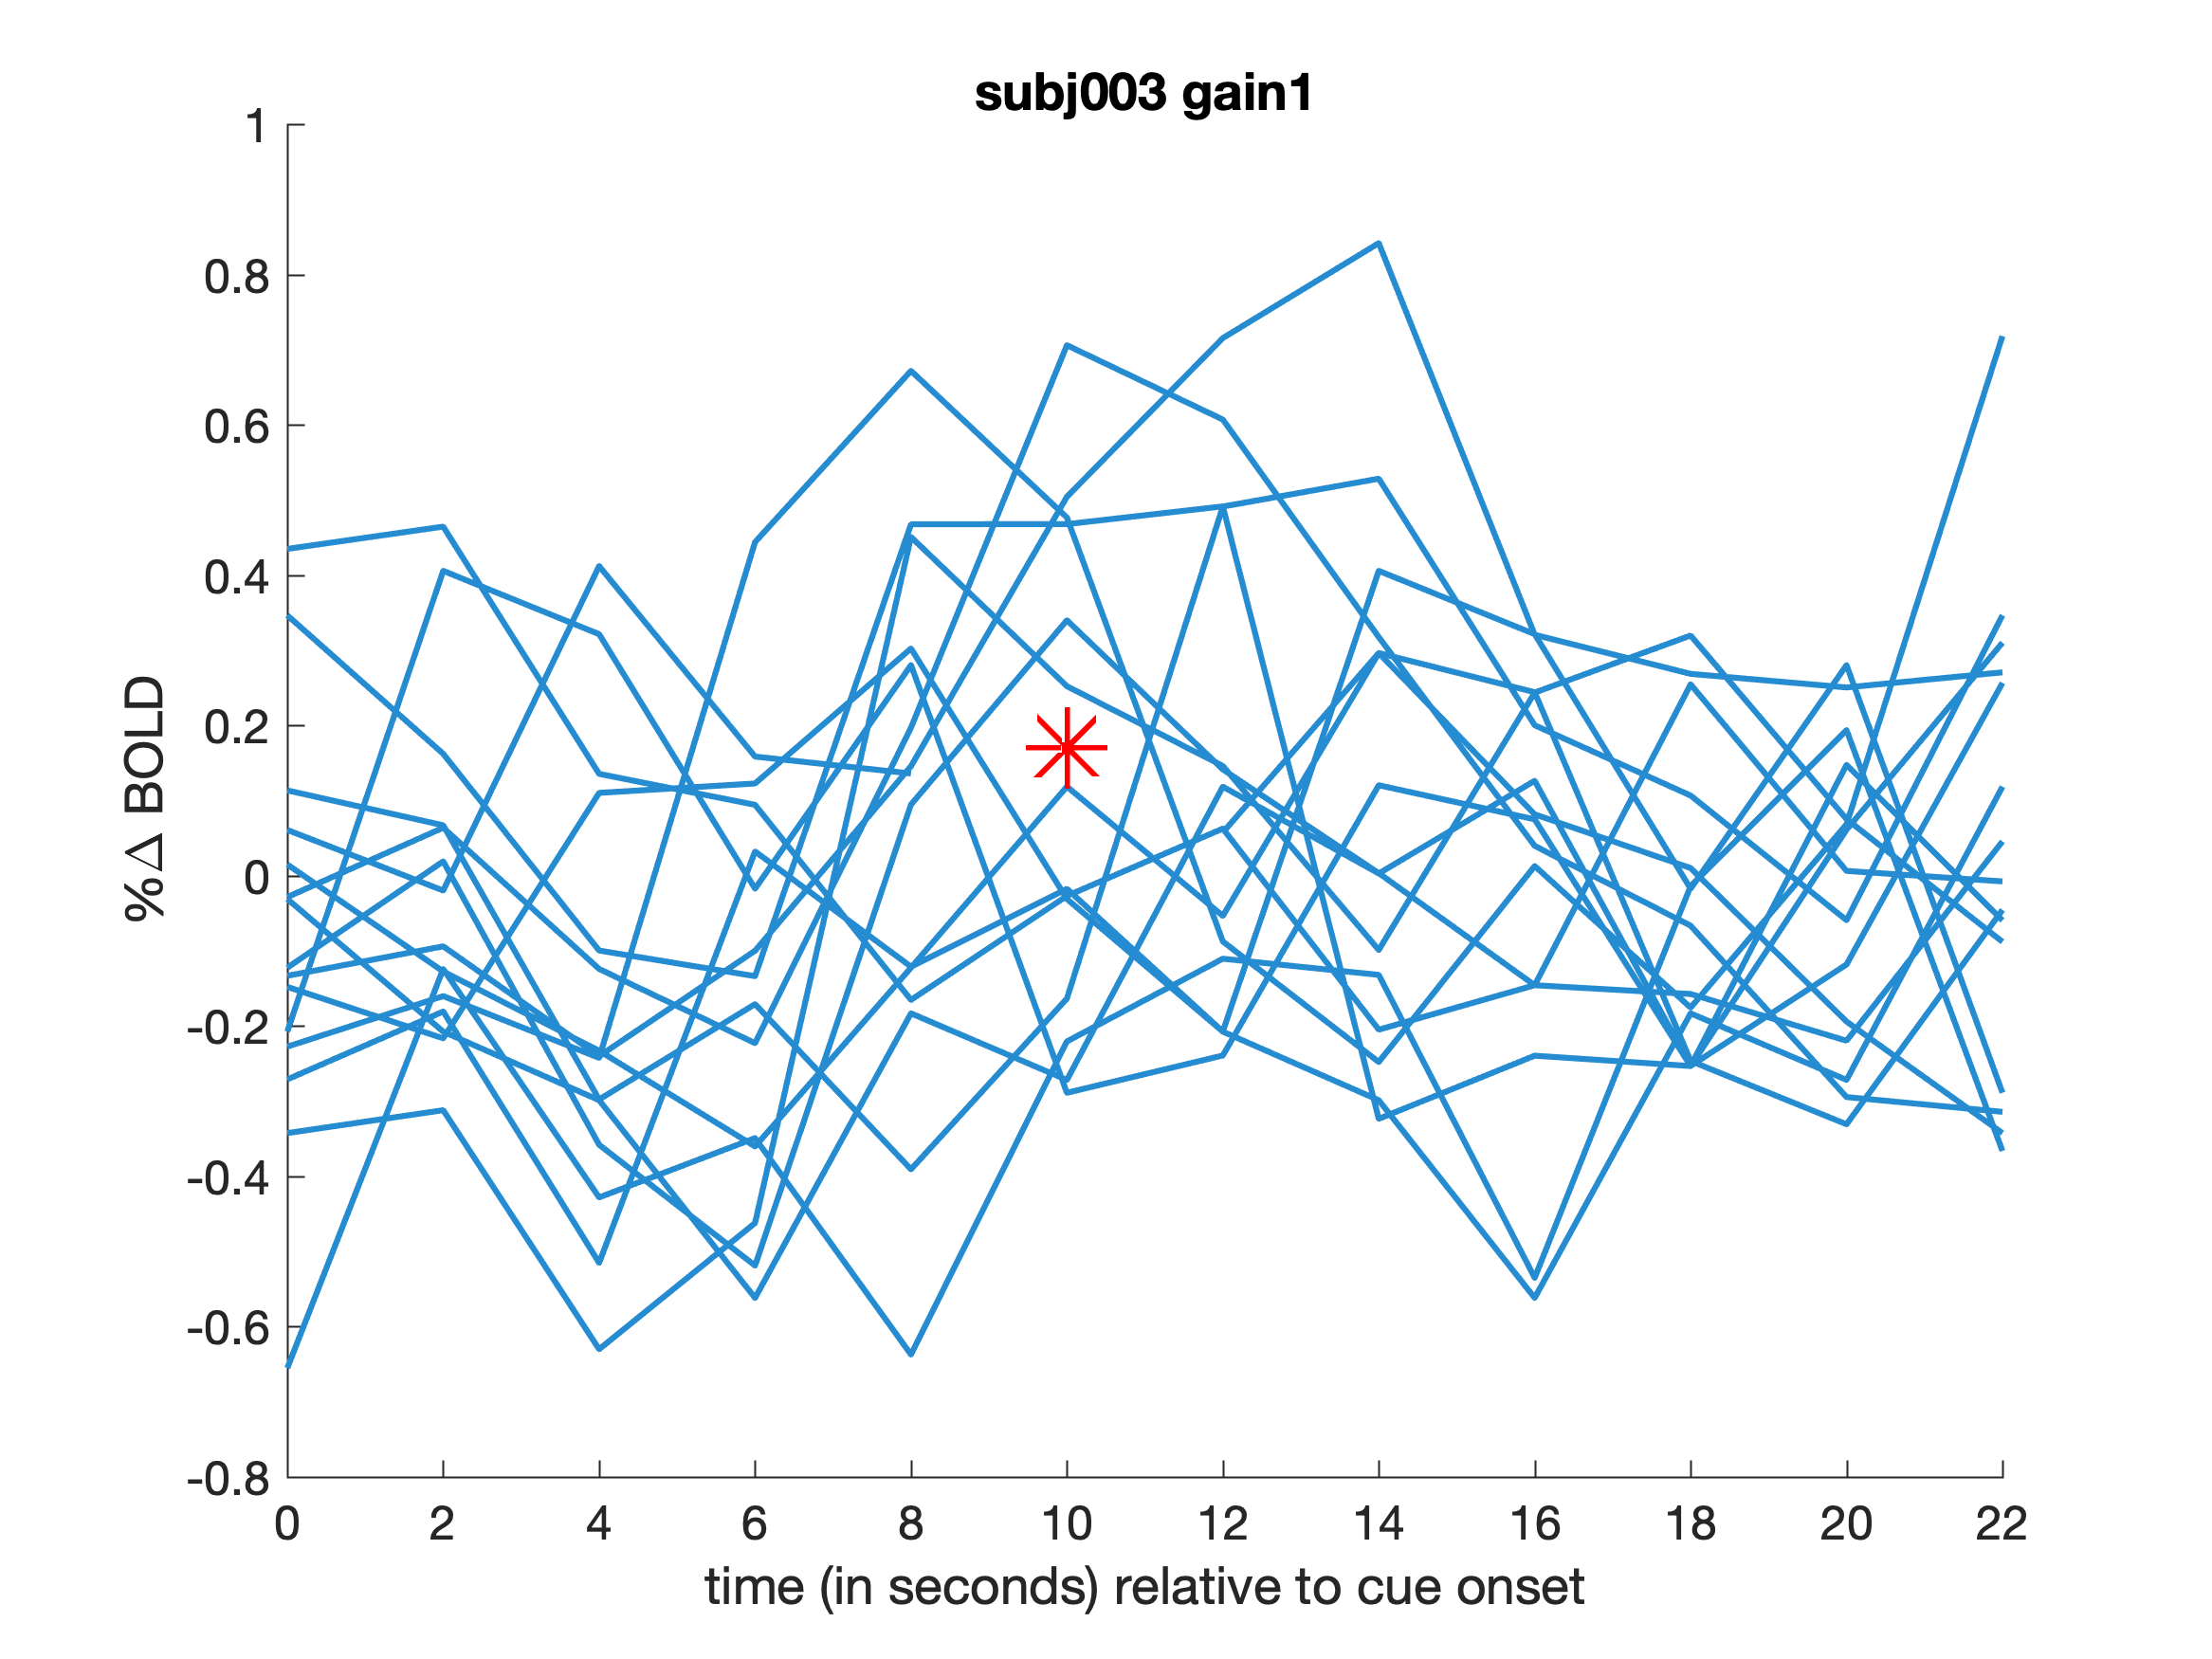 subj003 gain1
1
0.8
0.6
0.4
0.2
0
-0.2
-0.4
-0.6
-0.8
%Δ BOLD
0 2 4 6 8 10 12 14 16 18 20 22
time (in seconds) relative to cue onset